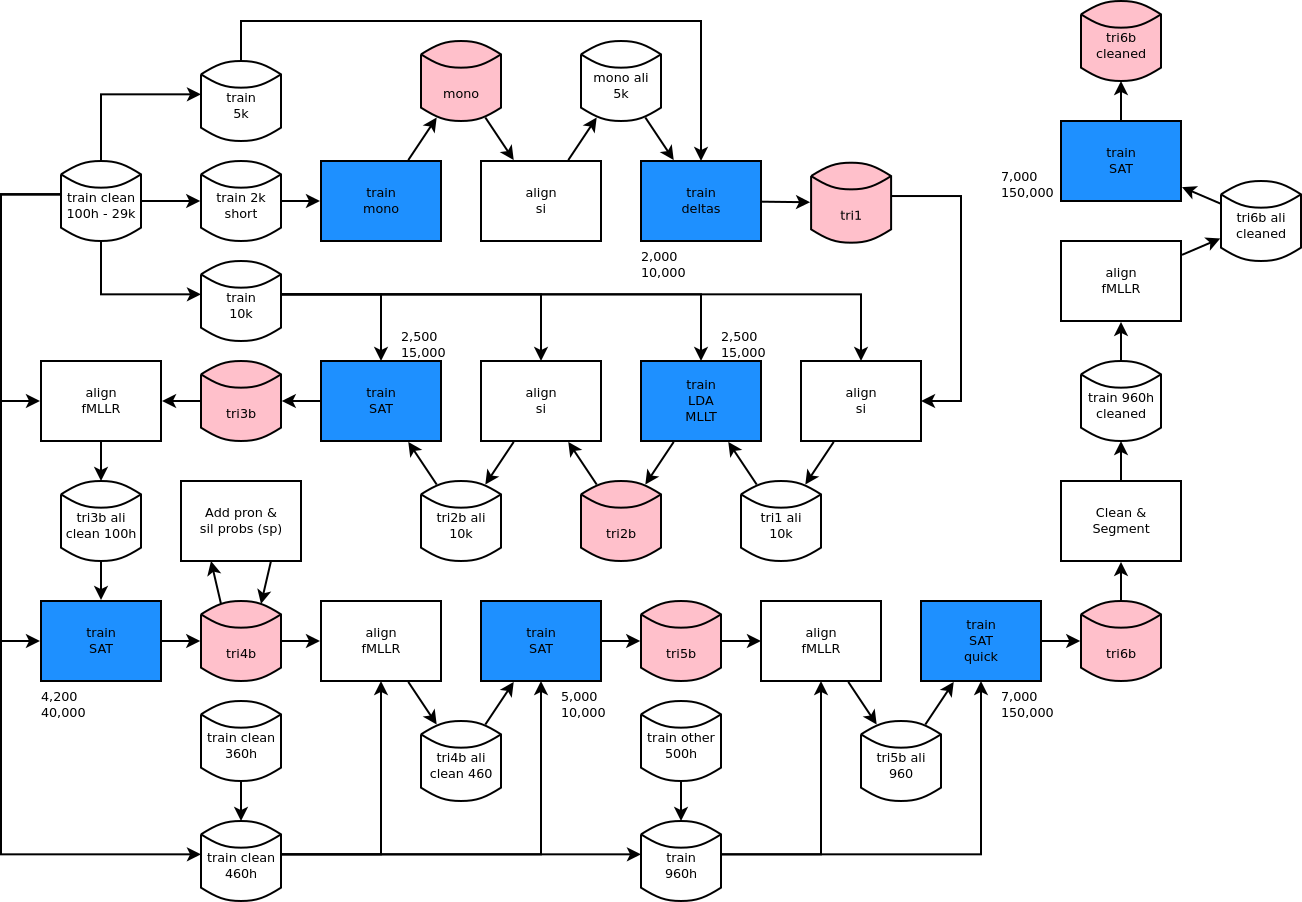 tri6b
cleaned
train
5k
mono
mono ali
5k
train
SAT
7,000
150,000
train clean
100h - 29k
train 2k
short
train
mono
align
si
train
deltas
tri1
tri6b ali
cleaned
2,000
10,000
align
fMLLR
train
10k
2,500
15,000
2,500
15,000
align
fMLLR
tri3b
train
SAT
align
si
train
LDA
MLLT
align
si
train 960h
cleaned
tri3b ali
clean 100h
Add pron &
sil probs (sp)
tri2b ali
10k
tri2b
tri1 ali
10k
Clean &
Segment
train
SAT
tri4b
align
fMLLR
train
SAT
tri5b
align
fMLLR
train
SAT
quick
tri6b
4,200
40,000
5,000
10,000
7,000
150,000
train clean
360h
tri4b ali
clean 460
train other
500h
tri5b ali
960
train clean
460h
train
960h